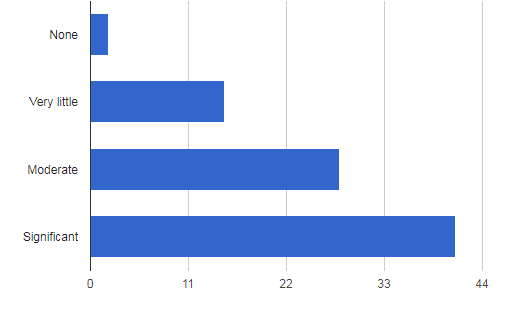 None
Very little
Moderate
Significant
0 11 22 33 44